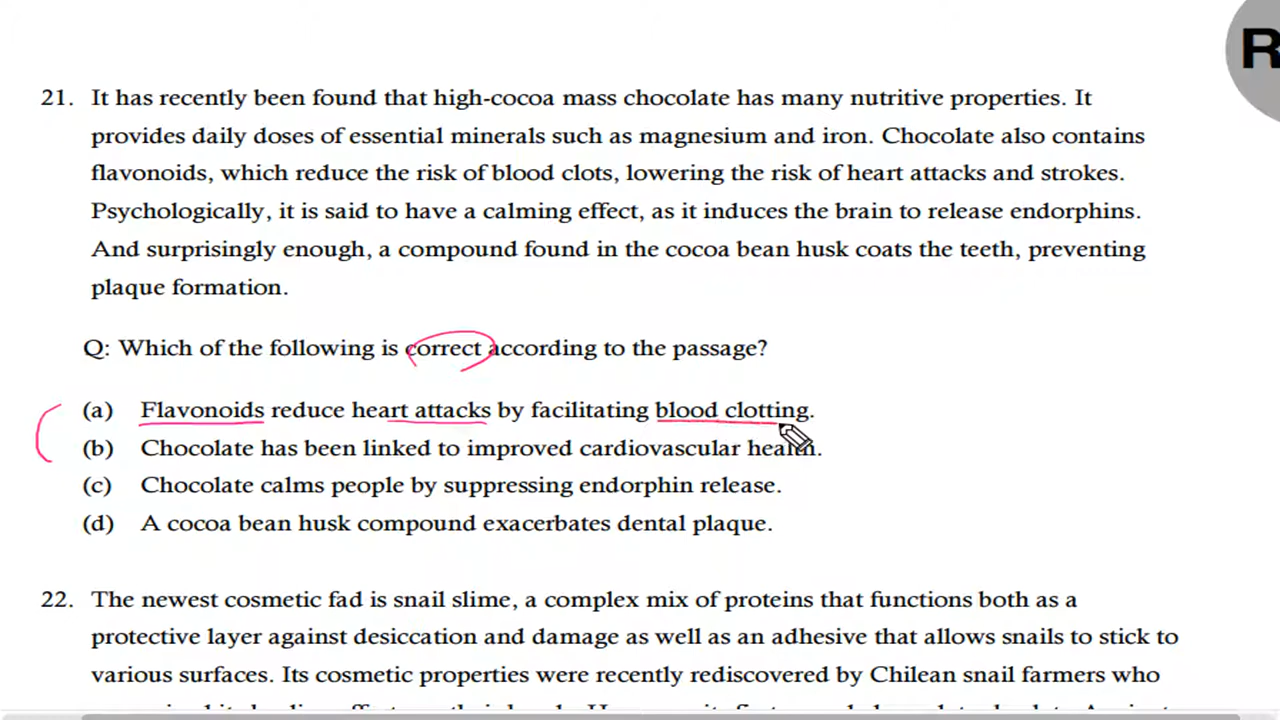 R
21. It has recently been found that high-cocoa mass chocolate has many nutritive properties. It
provides daily doses of essential minerals such as magnesium and iron. Chocolate also contains
flavonoids, which reduce the risk of blood clots, lowering the risk of heart attacks and strokes.
Psychologically, it is said to have a calming effect, as it induces the brain to release endorphins.
And surprisingly enough, a compound found in the cocoa bean husk coats the teeth, preventing
plaque formation.
Q: Which of the following is correct according to the passage?
(a) Flavonoids reduce heart attacks by facilitating blood clotting.
(b) Chocolate has been linked to improved cardiovascular health.
(c) Chocolate calms people by suppressing endorphin release.
(d) A cocoa bean husk compound exacerbates dental plaque.
22. The newest cosmetic fad is snail slime, a complex mix of proteins that functions both as a
protective layer against desiccation and damage as well as an adhesive that allows snails to stick to
various surfaces. Its cosmetic properties were recently rediscovered by Chilean snail farmers who